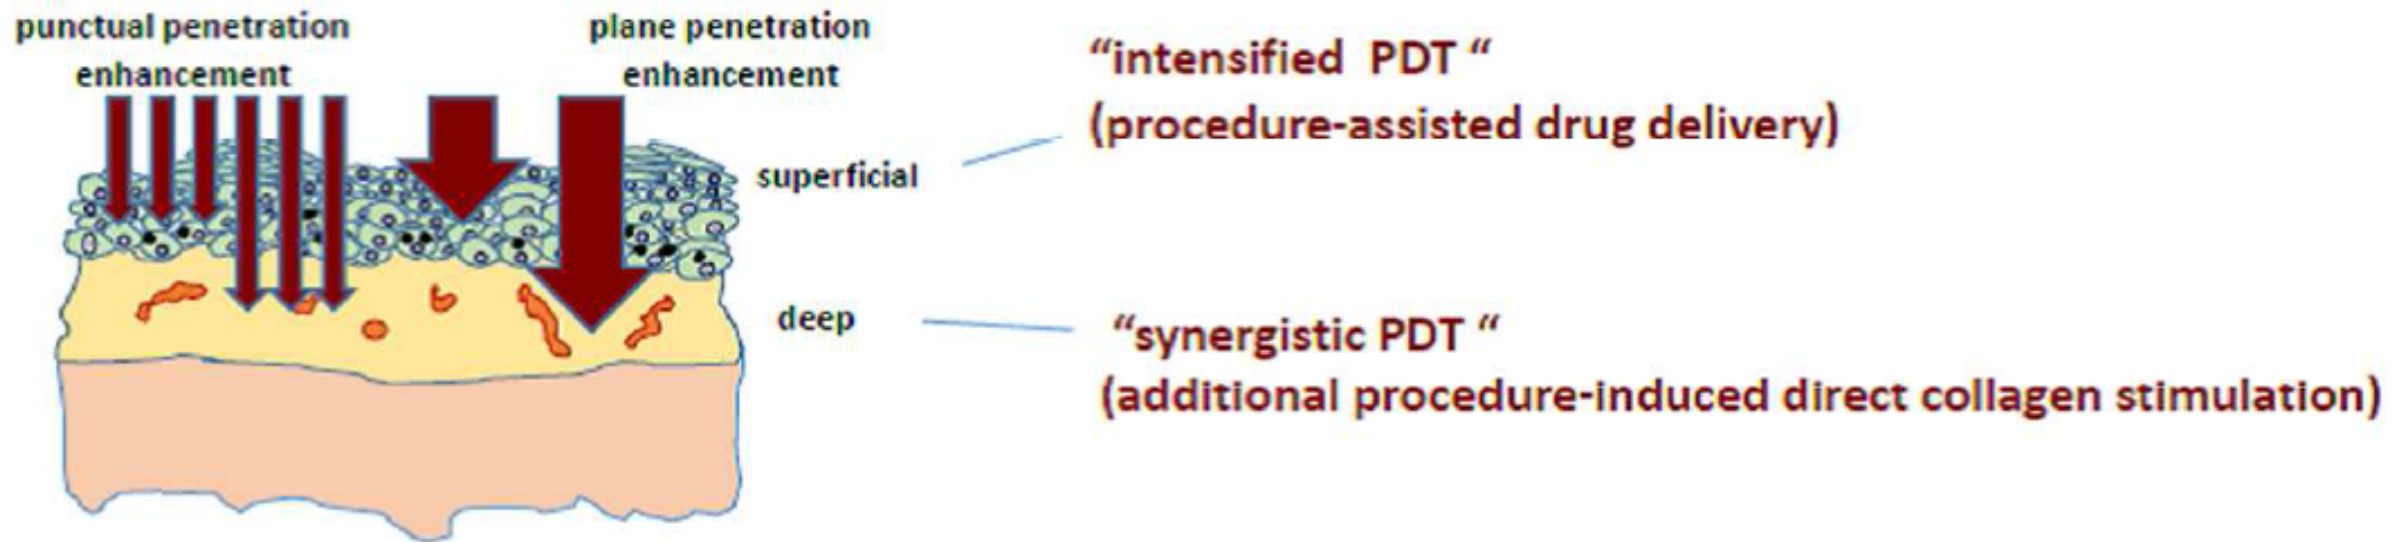 punctual penetration
enhancement
plane penetration
enhancement
superficial
deep
“intensified PDT “
(procedure-assisted drug delivery)
“synergistic PDT “
(additional procedure-induced direct collagen stimulation)